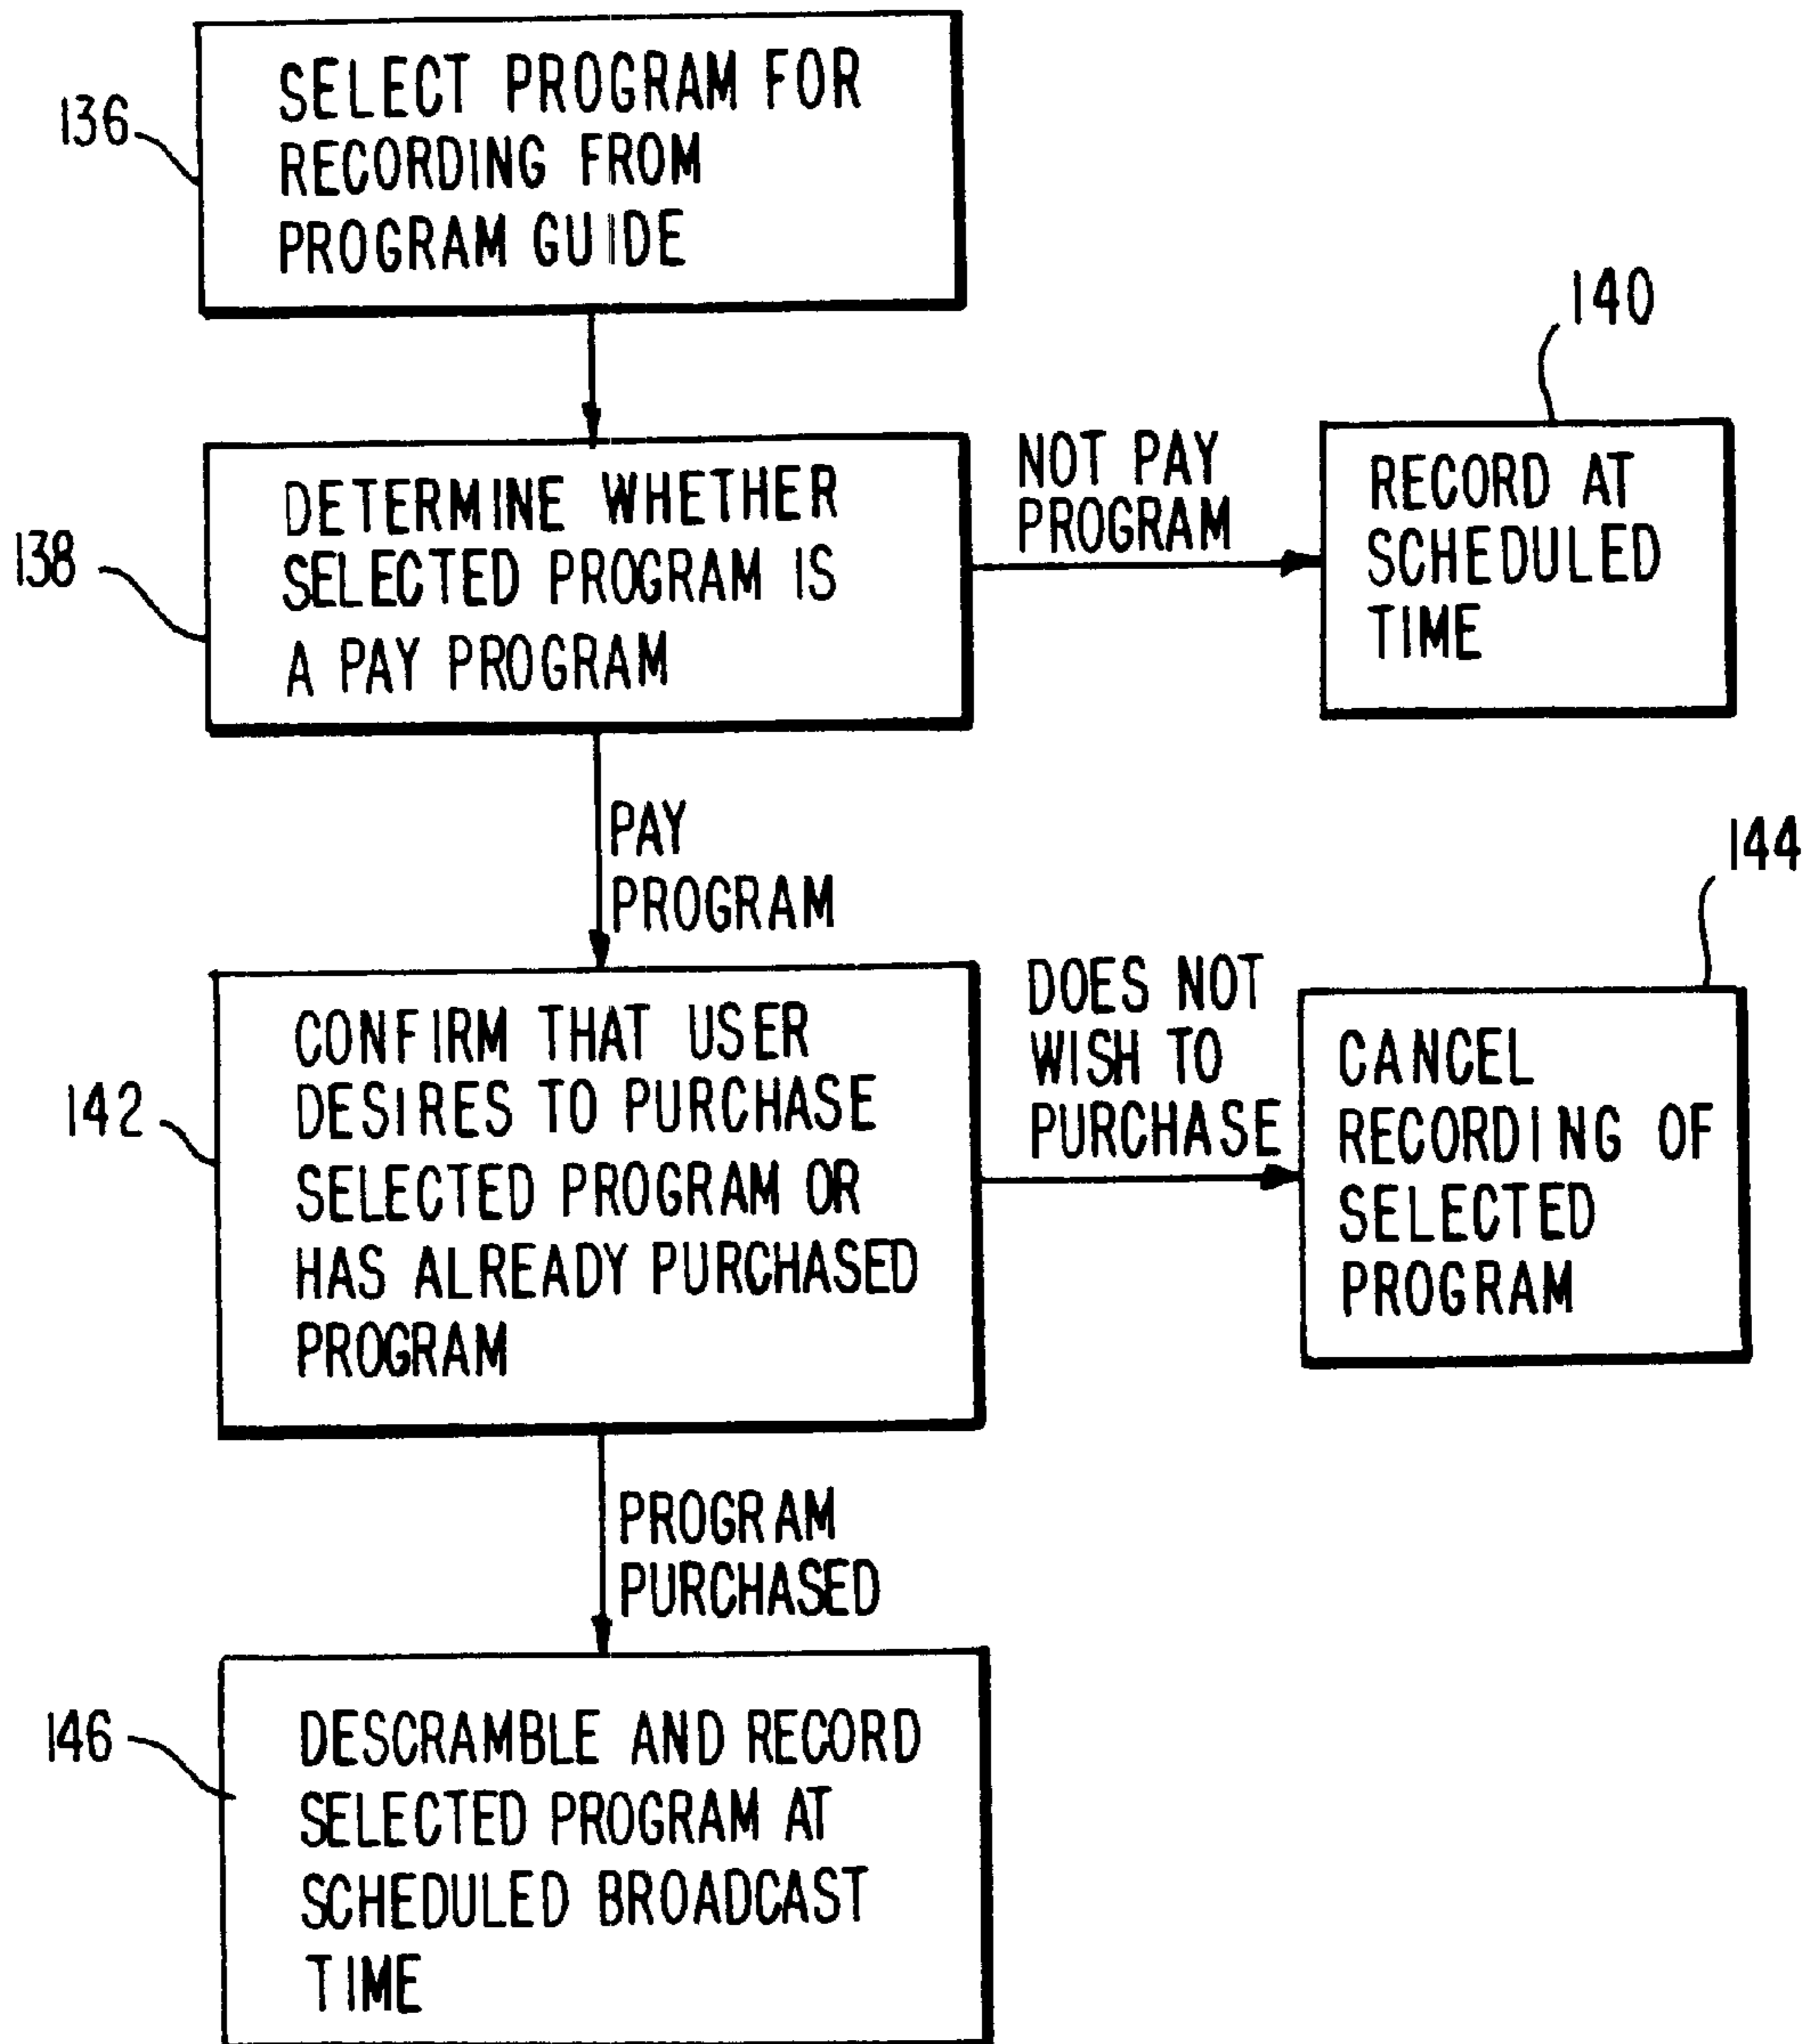 SELECT PROGRAM FOR
RECORDING FROM
PROGRAM GUIDE
136
140
DETERMINE WHETHER
SELECTED PROGRAM IS
A PAY PROGRAM
138
NOT PAY
PROGRAM
RECORD AT
SCHEDULED
TIME
PAY
PROGRAM
144
CONFIRM THAT USER
DESIRES TO PURCHASE
SELECTED PROGRAM OR
HAS ALREADY PURCHASED
PROGRAM
142
DOES NOT
WISH TO
PURCHASE
CANCEL
RECORDING OF
SELECTED
PROGRAM
PROGRAM
PURCHASED
146
DESCRAMBLE AND RECORD
SELECTED PROGRAM AT
SCHEDULED BROADCAST
TIME